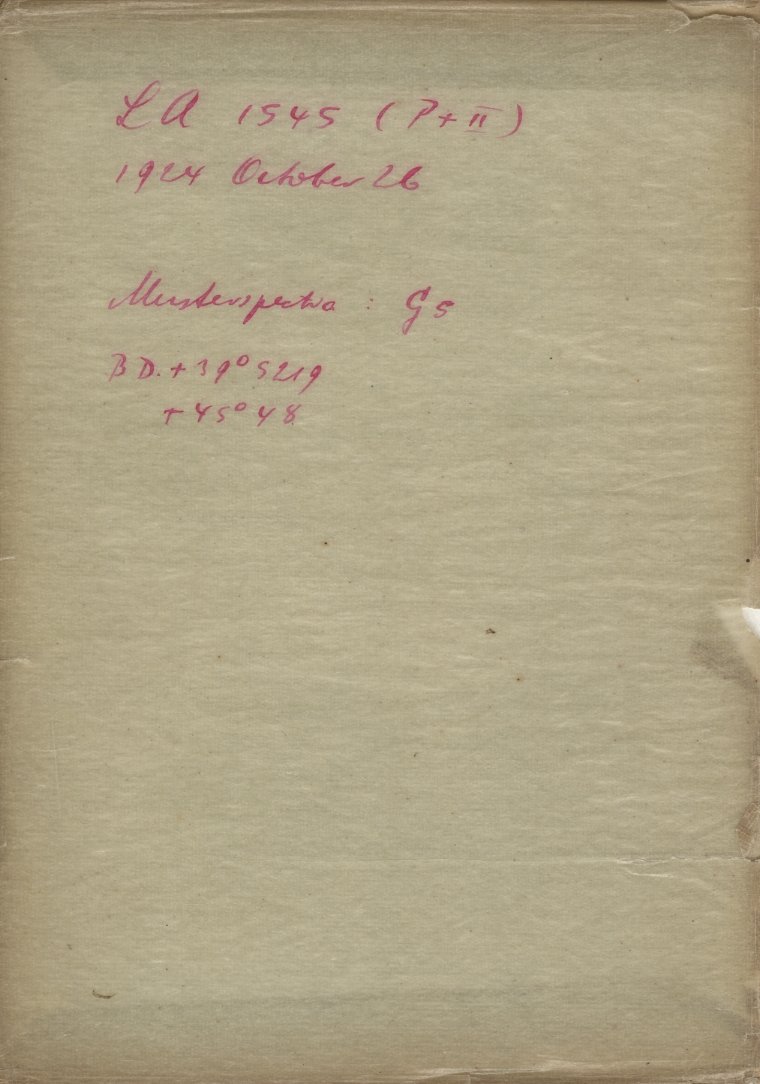 LA 1545 (P+II)
1924 October 26
Musterspectra : G5
BD. +39° 5219
+45° 48